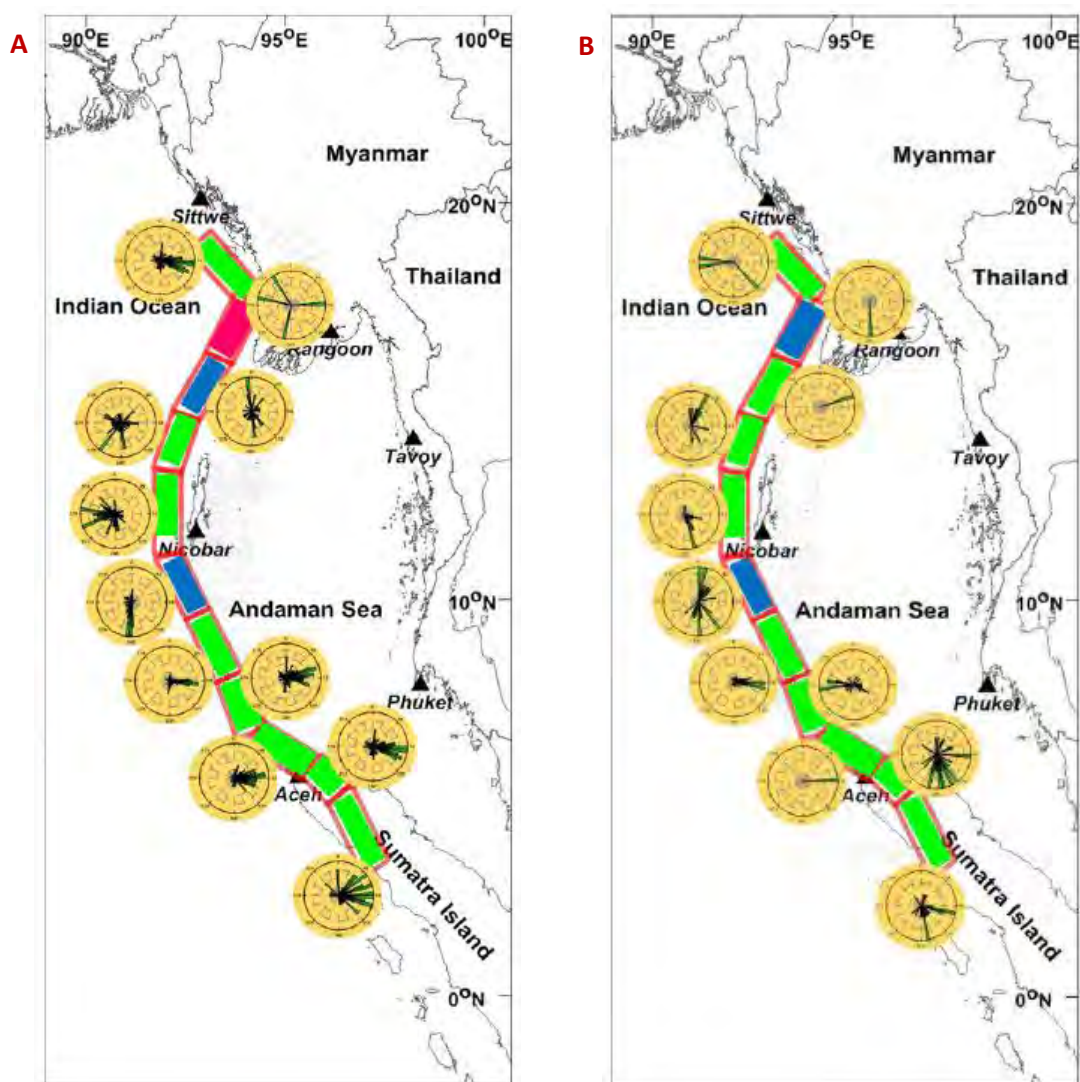 A
90°E 95°E 100°E
Myanmar
Sittwe
20°N
Thailand
Indian Ocean
Rangoon
Tavoy
Nicobar
Andaman Sea
10°N
Phuket
Aceh
Sumatra Island
0°N
B
90°E 95°E 100°E
Myanmar
Sittwe
20°N
Thailand
Indian Ocean
Rangoon
Tavoy
Nicobar
Andaman Sea
10°N
Phuket
Aceh
Sumatra Island
0°N